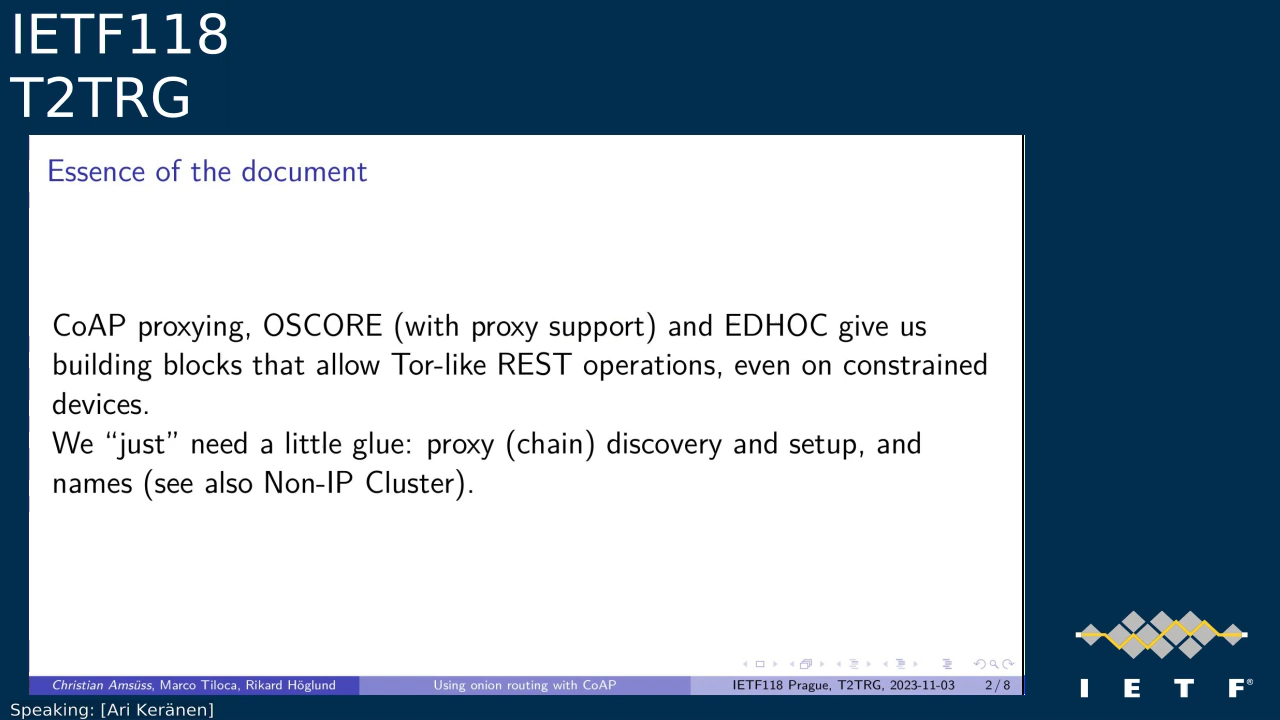 IETF118
T2TRG
Essence of the document
CoAP proxying, OSCORE (with proxy support) and EDHOC give us
building blocks that allow Tor-like REST operations, even on constrained
devices.
We “just” need a little glue: proxy (chain) discovery and setup, and
names (see also Non-IP Cluster).
Christian Amsüss, Marco Tiloca, Rikard Höglund
Using onion routing with CoAP
IETF118 Prague, T2TRG, 2023-11-03
2 / 8
I E T F®
Speaking: [Ari Keränen]